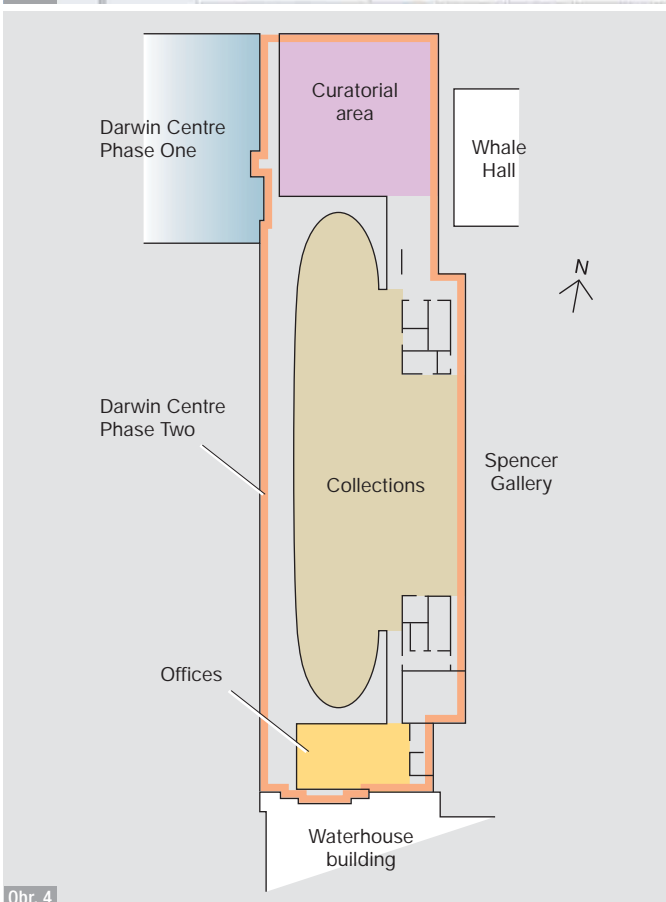 Curatorial
area
Darwin Centre
Phase One
Whale
Hall
N
Darwin Centre
Phase Two
Spencer
Gallery
Collections
Offices
Waterhouse
building
Obr. 4